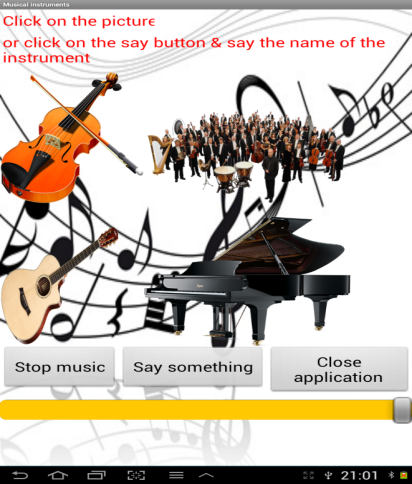 Musical instruments
Click on the picture
or click on the say button & say the name of the
instrument
Stop music
Say something
Close
application
21:01